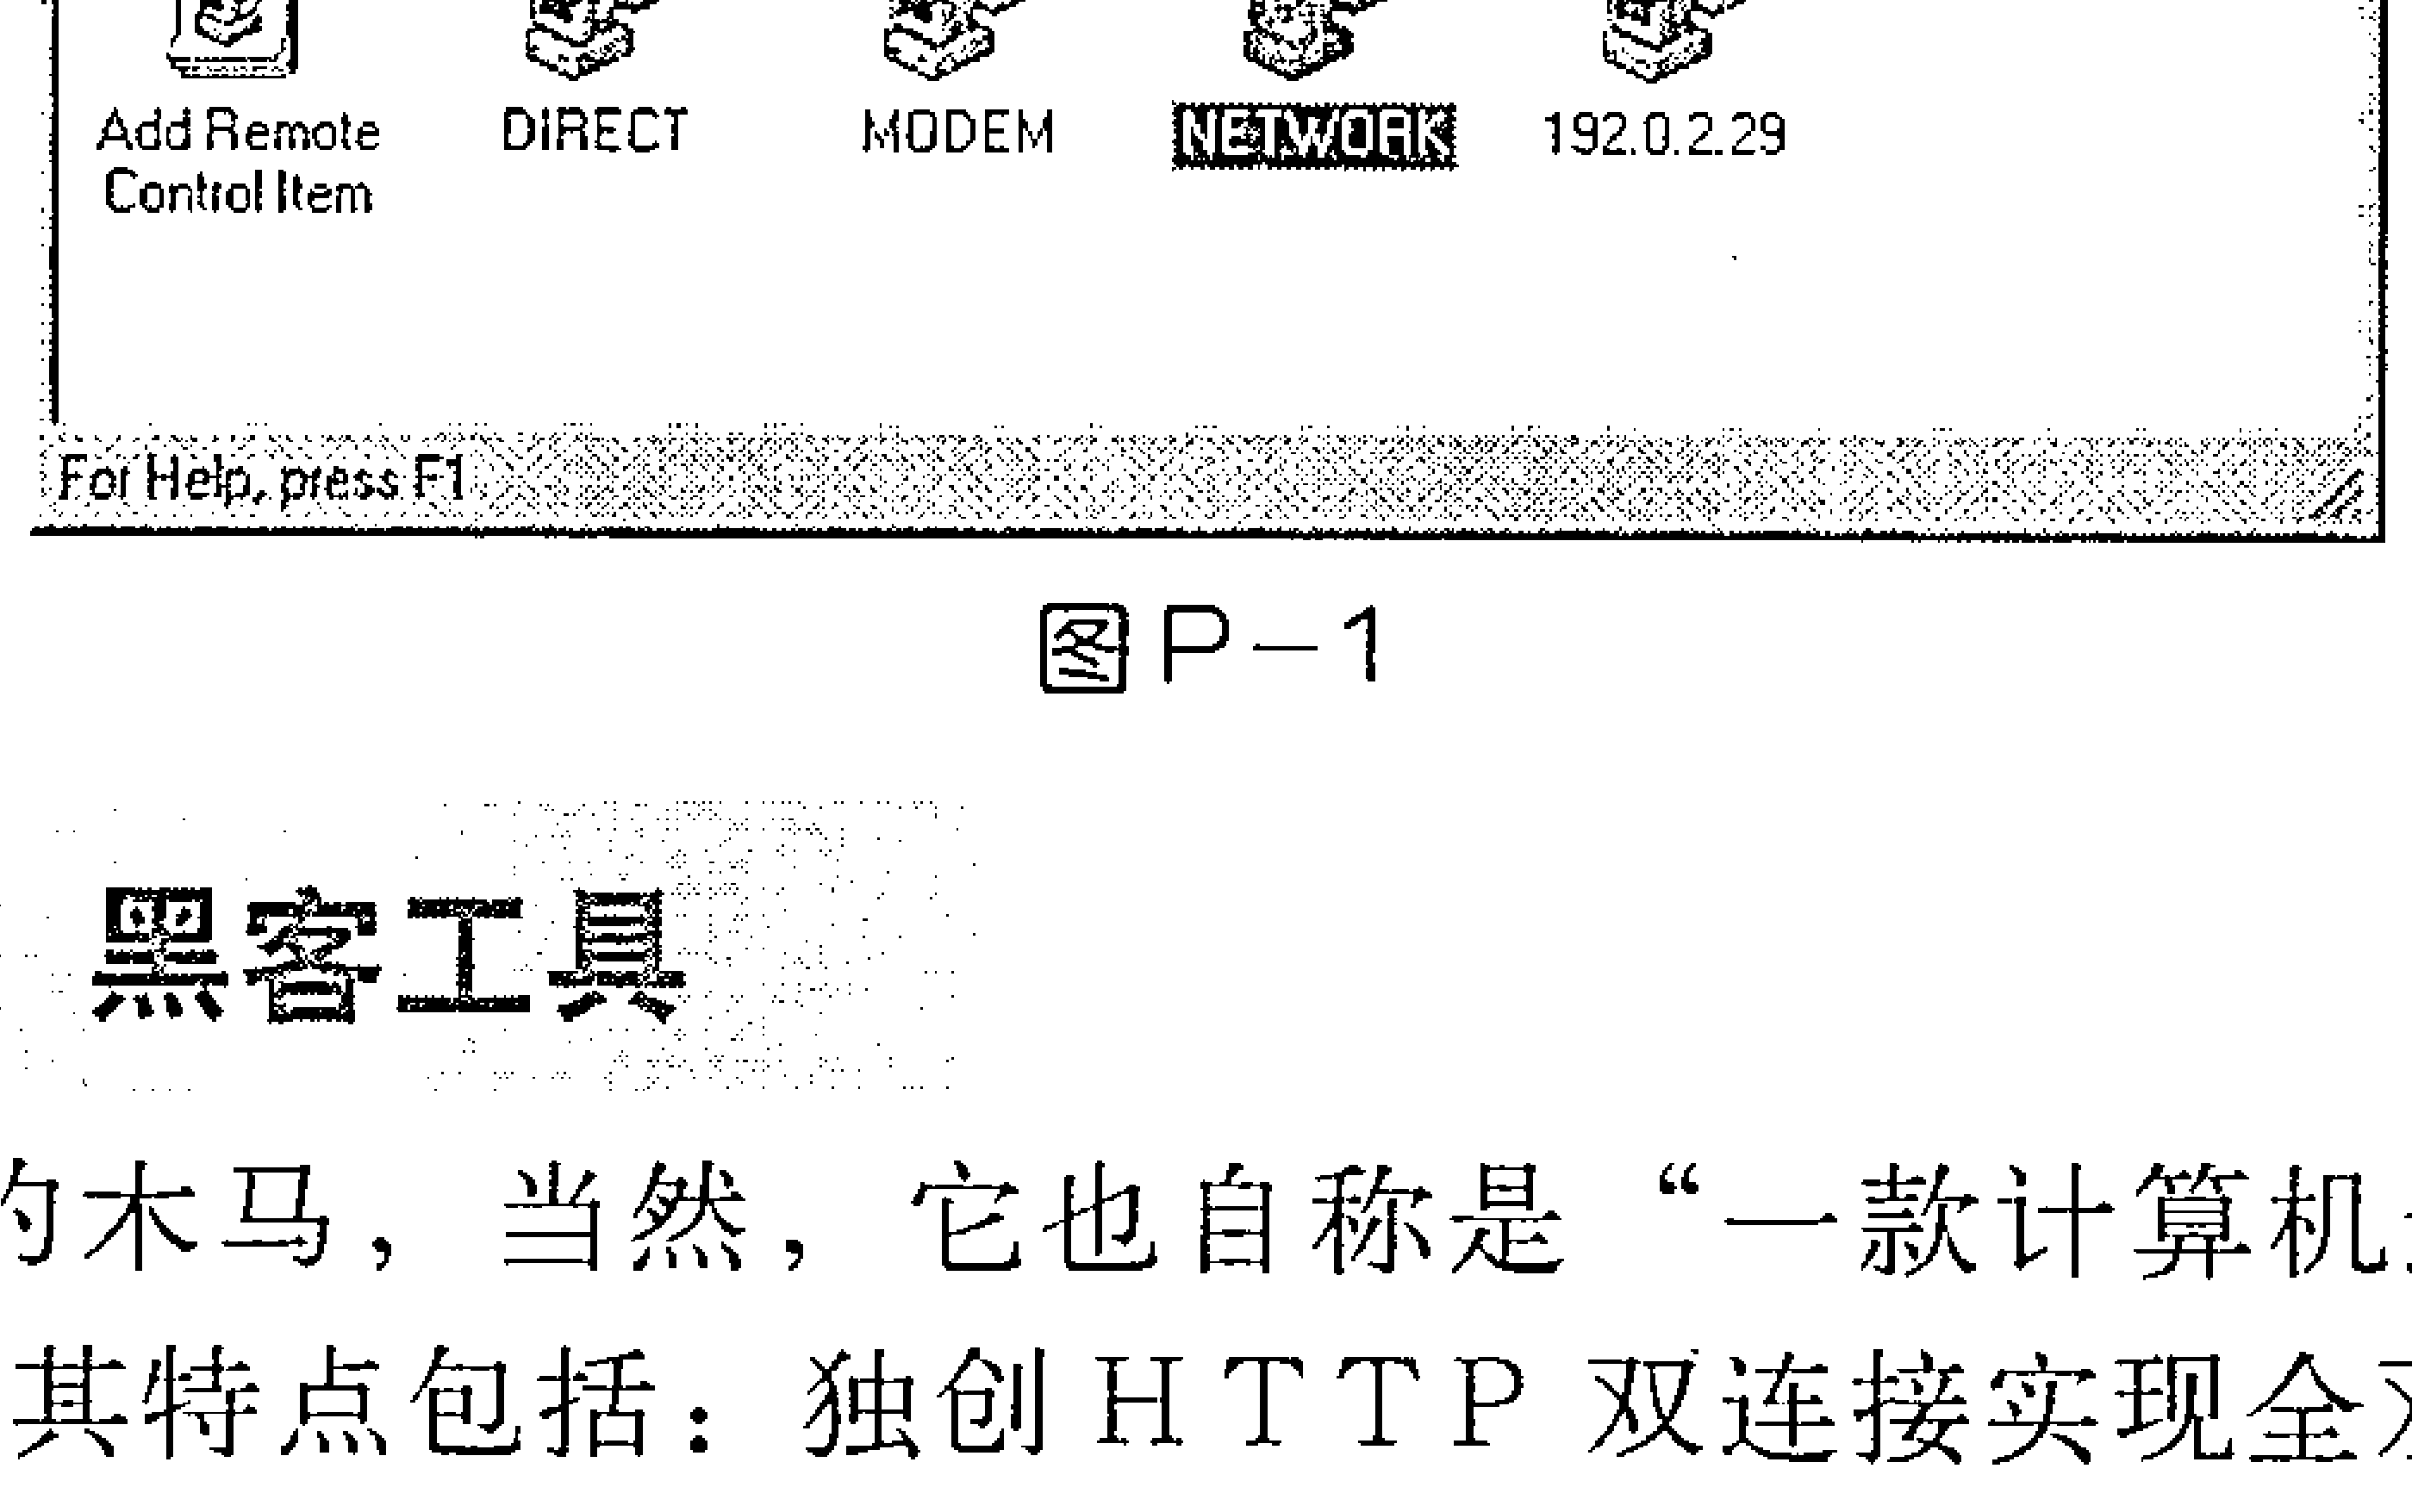 Add Remote Control Item
DIRECT
MODEM
NETWORK
192.0.2.29
For Help, press F1
图P-1
黑客工具
的木马，当然，它也自称是“一款计算机
其特点包括：独创HTTP双连接实现全